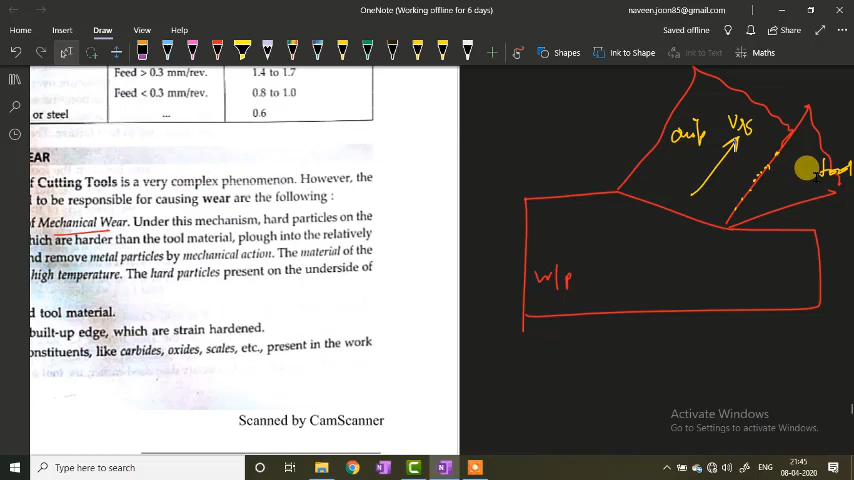 OneNote (Working offline for 6 days)
naveen.joon85@gmail.com
Home Insert Draw View Saved offline Share
Shapes Ink to Shape Ink to Text Maths
Feed > 0.3 mm/rev. 1.4 to 1.7
Feed < 0.3 mm/rev. 0.8 to 1.0
or steel ... 0.6
EAR
of Cutting Tools is a very complex phenomenon. However, the
to be responsible for causing wear are the following :
of Mechanical Wear. Under this mechanism, hard particles on the
which are harder than the tool material, plough into the relatively
and remove metal particles by mechanical action. The material of the
high temperature. The hard particles present on the underside of
d tool material.
built-up edge, which are strain hardened.
onstituents, like carbides, oxides, scales, etc., present in the work
Scanned by CamScanner
chip
tool
w/p
Activate Windows
Go to Settings to activate Windows.
Type here to search
ENG
21:45
08-04-2020